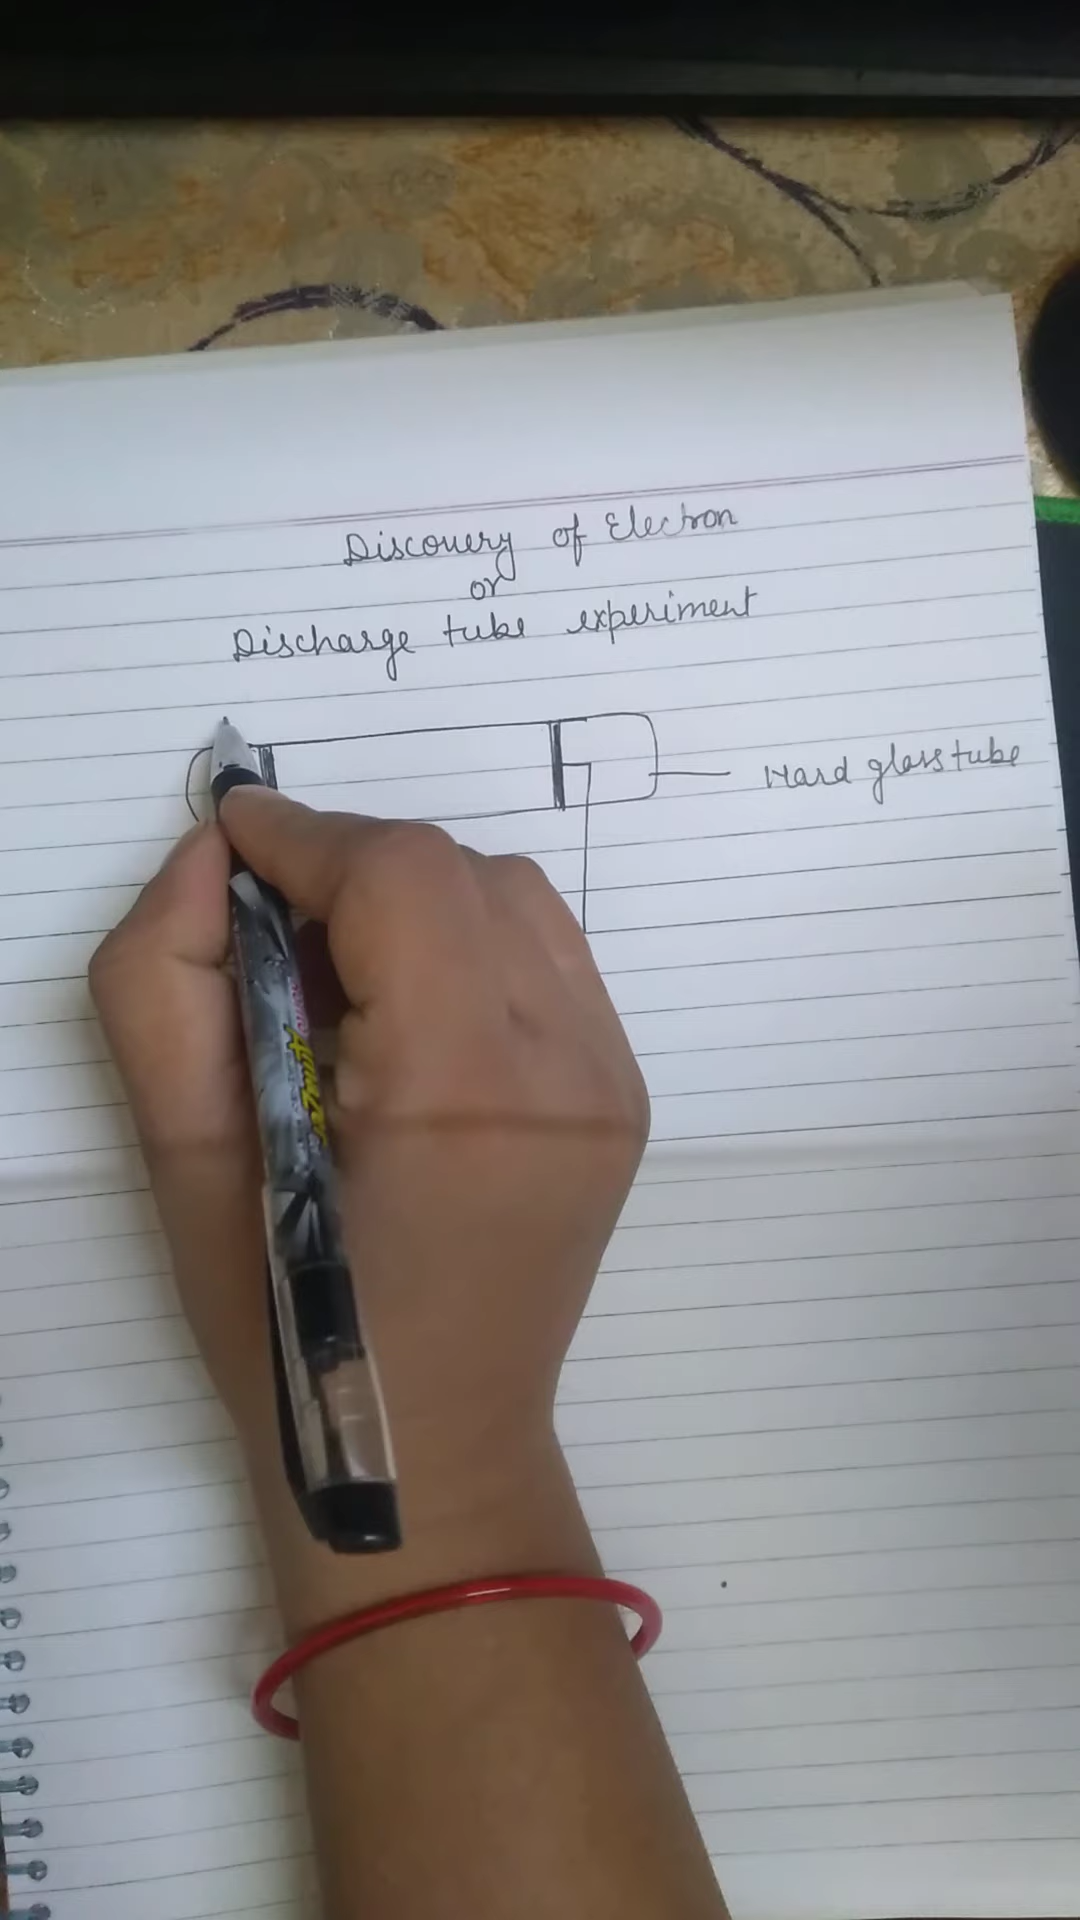 Discovery of Electron
or
Discharge tube experiment
Hard glass tube